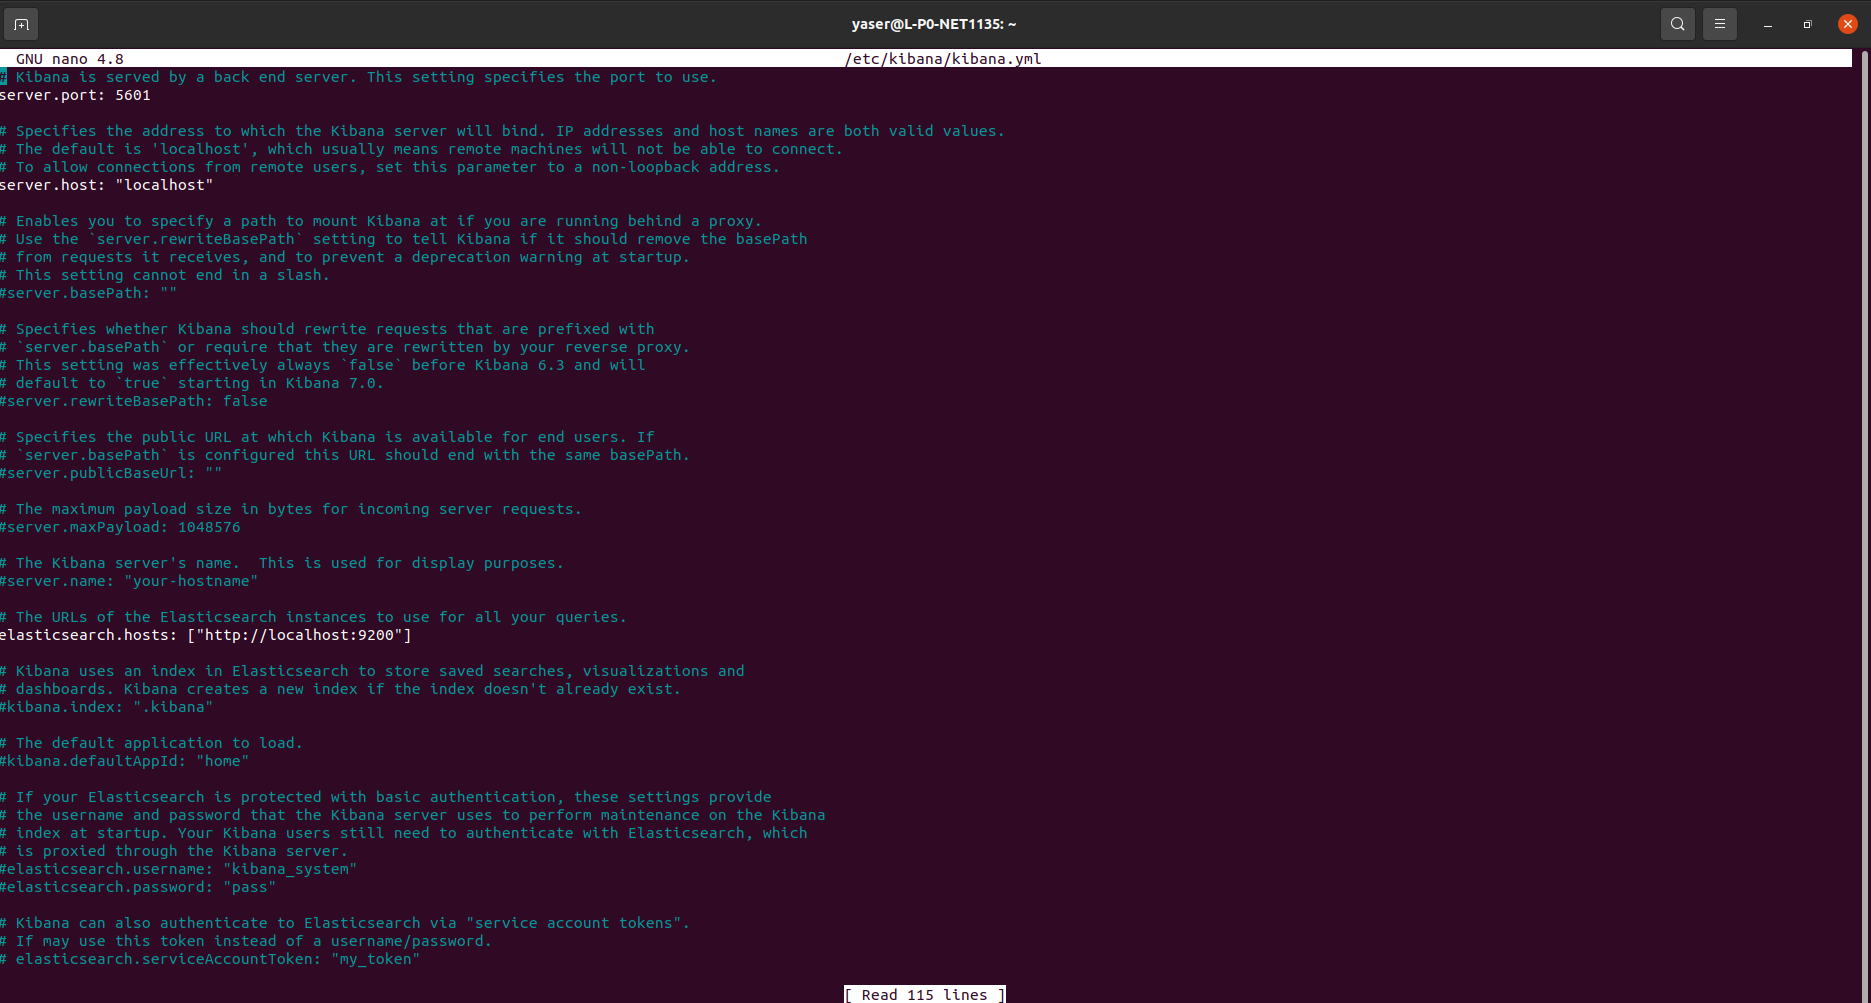 yaser@L-P0-NET1135: ~
GNU nano 4.8 /etc/kibana/kibana.yml
# Kibana is served by a back end server. This setting specifies the port to use.
server.port: 5601

# Specifies the address to which the Kibana server will bind. IP addresses and host names are both valid values.
# The default is 'localhost', which usually means remote machines will not be able to connect.
# To allow connections from remote users, set this parameter to a non-loopback address.
server.host: "localhost"

# Enables you to specify a path to mount Kibana at if you are running behind a proxy.
# Use the `server.rewriteBasePath` setting to tell Kibana if it should remove the basePath
# from requests it receives, and to prevent a deprecation warning at startup.
# This setting cannot end in a slash.
#server.basePath: ""

# Specifies whether Kibana should rewrite requests that are prefixed with
# `server.basePath` or require that they are rewritten by your reverse proxy.
# This setting was effectively always `false` before Kibana 6.3 and will
# default to `true` starting in Kibana 7.0.
#server.rewriteBasePath: false

# Specifies the public URL at which Kibana is available for end users. If
# `server.basePath` is configured this URL should end with the same basePath.
#server.publicBaseUrl: ""

# The maximum payload size in bytes for incoming server requests.
#server.maxPayload: 1048576

# The Kibana server's name.  This is used for display purposes.
#server.name: "your-hostname"

# The URLs of the Elasticsearch instances to use for all your queries.
elasticsearch.hosts: ["http://localhost:9200"]

# Kibana uses an index in Elasticsearch to store saved searches, visualizations and
# dashboards. Kibana creates a new index if the index doesn't already exist.
#kibana.index: ".kibana"

# The default application to load.
#kibana.defaultAppId: "home"

# If your Elasticsearch is protected with basic authentication, these settings provide
# the username and password that the Kibana server uses to perform maintenance on the Kibana
# index at startup. Your Kibana users still need to authenticate with Elasticsearch, which
# is proxied through the Kibana server.
#elasticsearch.username: "kibana_system"
#elasticsearch.password: "pass"

# Kibana can also authenticate to Elasticsearch via "service account tokens".
# If may use this token instead of a username/password.
# elasticsearch.serviceAccountToken: "my_token"

[ Read 115 lines ]